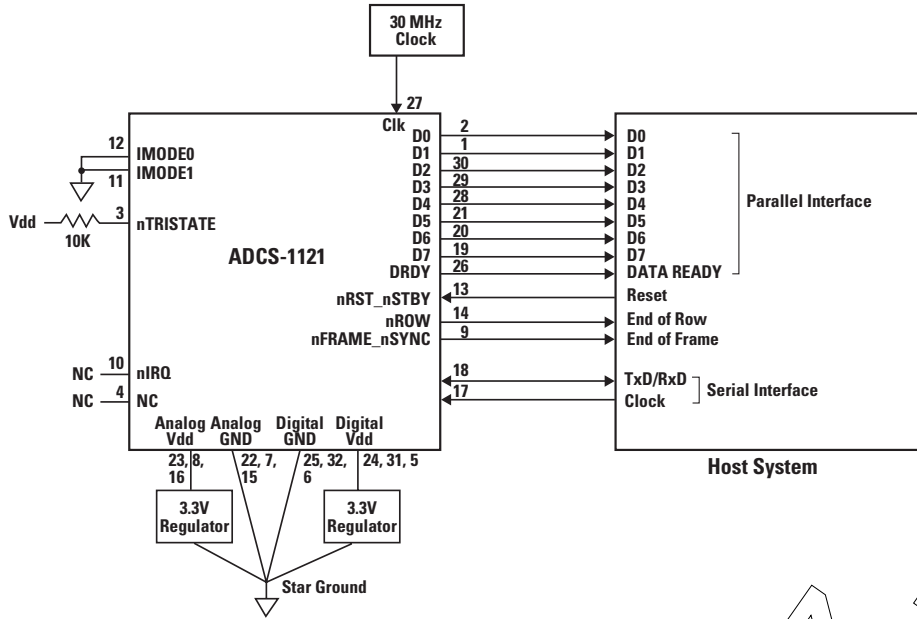 30 MHz
Clock
27
Clk
12
IMODE0
IMODE1
11
Vdd
10K
3
nTRISTATE
ADCS-1121
D0 2 D0
D1 1 D1
D2 30 D2
D3 29 D3
D4 28 D4
D5 21 D5
D6 20 D6
D7 19 D7
DRDY 26 DATA READY
Parallel Interface
nRST_nSTBY 13 Reset
nROW 14 End of Row
nFRAME_nSYNC 9 End of Frame
18 TxD/RxD
17 Clock
Serial Interface
NC 10 nIRQ
NC 4 NC
Analog Vdd
Analog GND
Digital GND
Digital Vdd
23, 8, 16
22, 7, 15
25, 32, 6
24, 31, 5
Host System
3.3V
Regulator
3.3V
Regulator
Star Ground